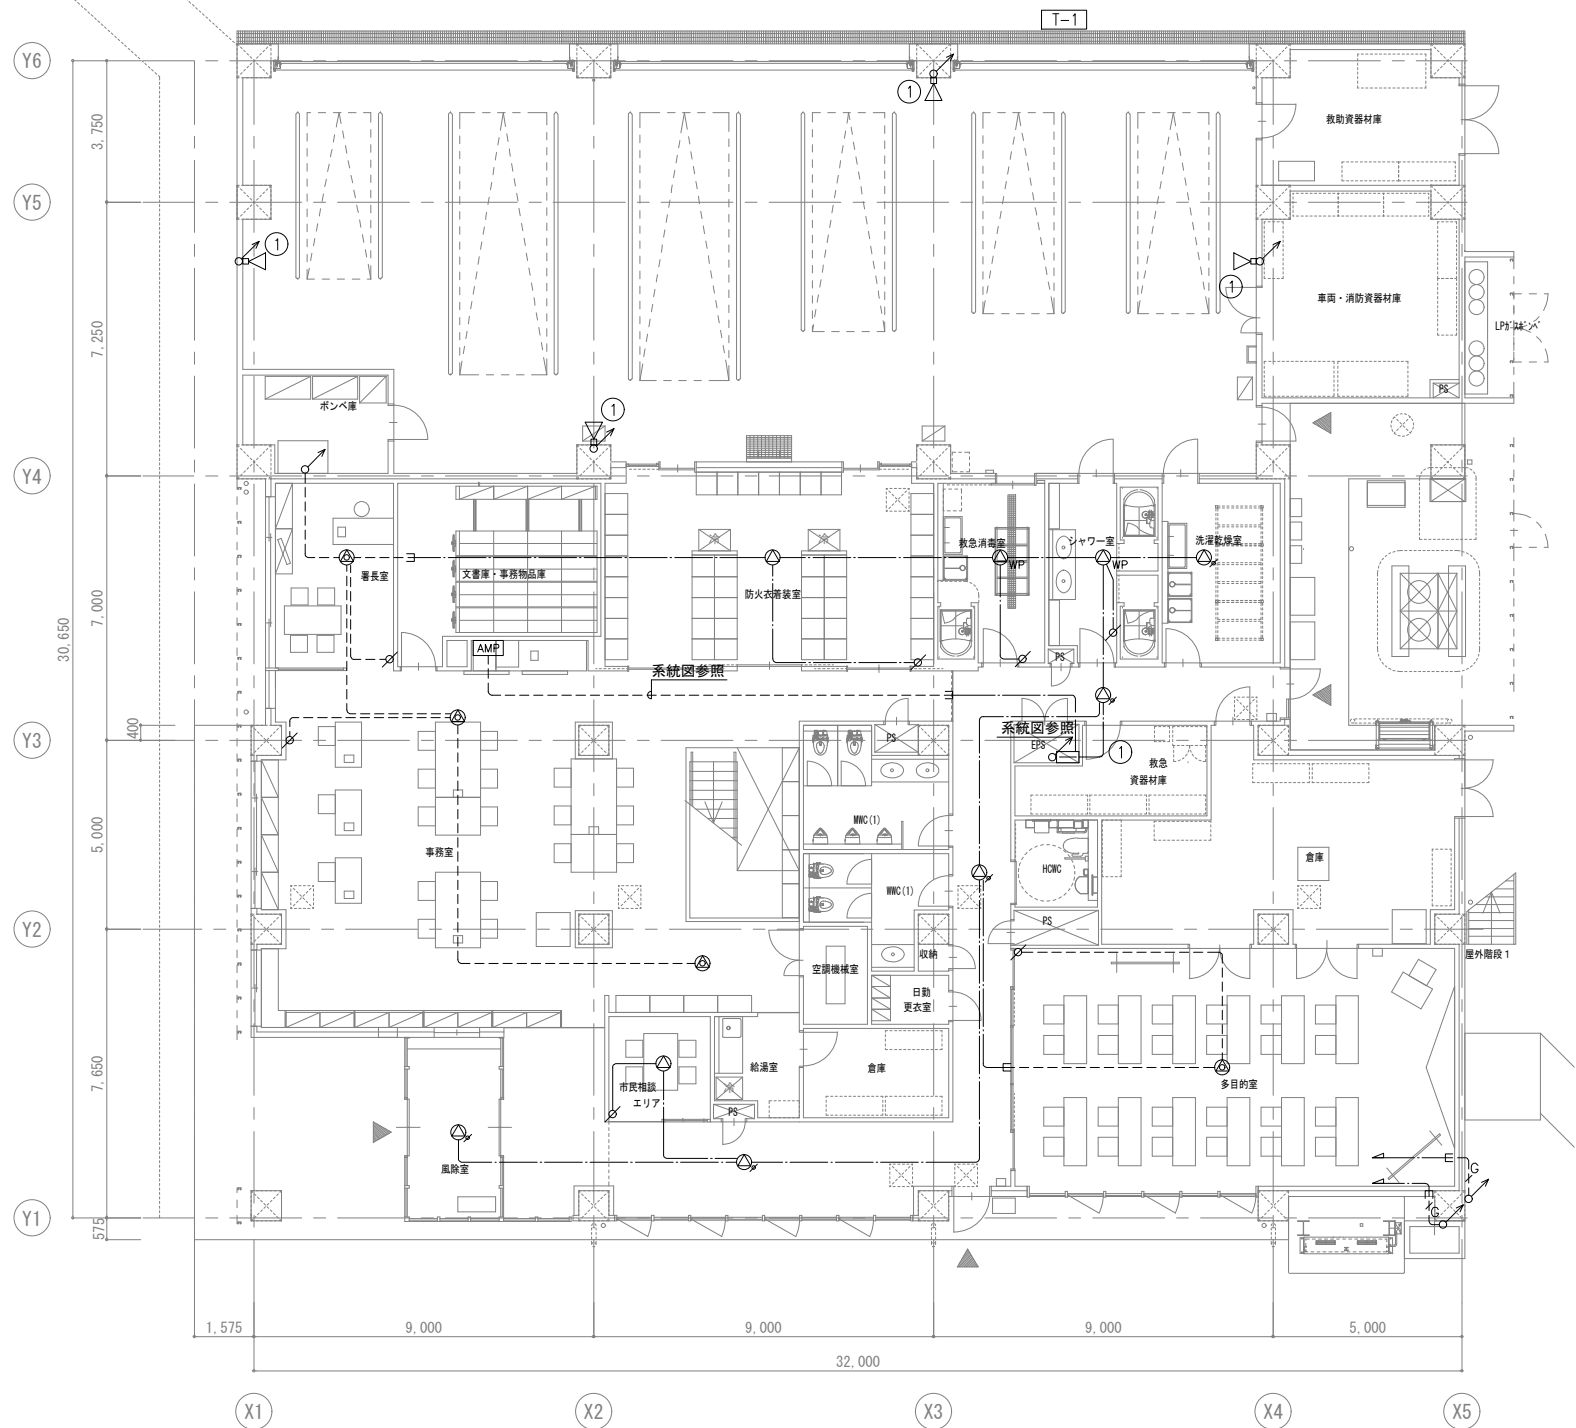 T-1
Y6
救助資器材庫
①
3,750
Y5
①
①
車両・消防資器材庫
7,250
PS
ボンベ庫
①
Y4
救急消毒室
シャワー室
洗濯乾燥室
WP
WP
署長室
文書庫・事務物品庫
防火衣着装室
7,000
30,650
AMP
PS
系統図参照
400
Y3
系統図参照
PS
EPS
①
救急
資器材庫
MWC(1)
5,000
事務室
倉庫
HCWC
WWC(1)
Y2
PS
収納
屋外階段1
空調機械室
日勤
更衣室
7,650
給湯室
倉庫
市民相談
エリア
多目的室
PS
風除室
G
G
Y1
575
1,575
9,000
9,000
9,000
5,000
32,000
X1
X2
X3
X4
X5